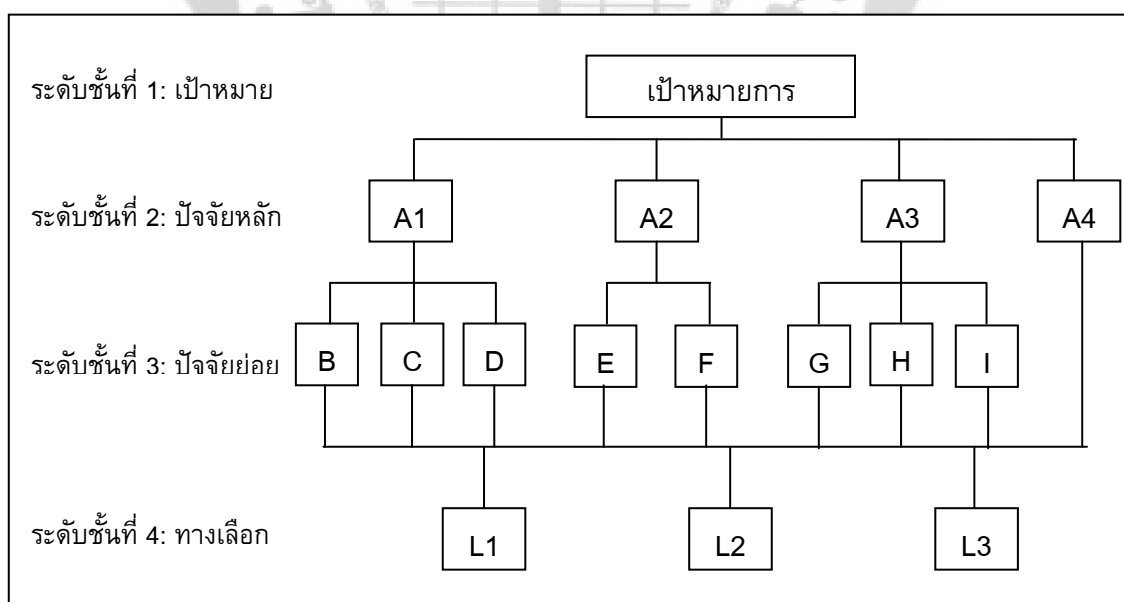 ระดับชั้นที่ 1: เป้าหมาย เป้าหมายการ
ระดับชั้นที่ 2: ปัจจัยหลัก A1 A2 A3 A4
ระดับชั้นที่ 3: ปัจจัยย่อย B C D E F G H I
ระดับชั้นที่ 4: ทางเลือก L1 L2 L3